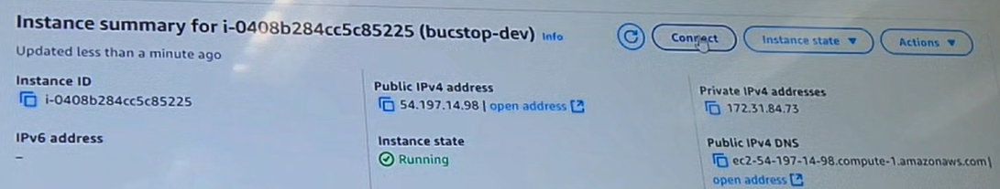 Instance summary for i-0408b284cc5c85225 (bucstop-dev) Info
Connect
Instance state
Actions
Updated less than a minute ago
Instance ID
i-0408b284cc5c85225
Public IPv4 address
54.197.14.98 | open address
Private IPv4 addresses
172.31.84.73
IPv6 address
–
Instance state
Running
Public IPv4 DNS
ec2-54-197-14-98.compute-1.amazonaws.com |
open address